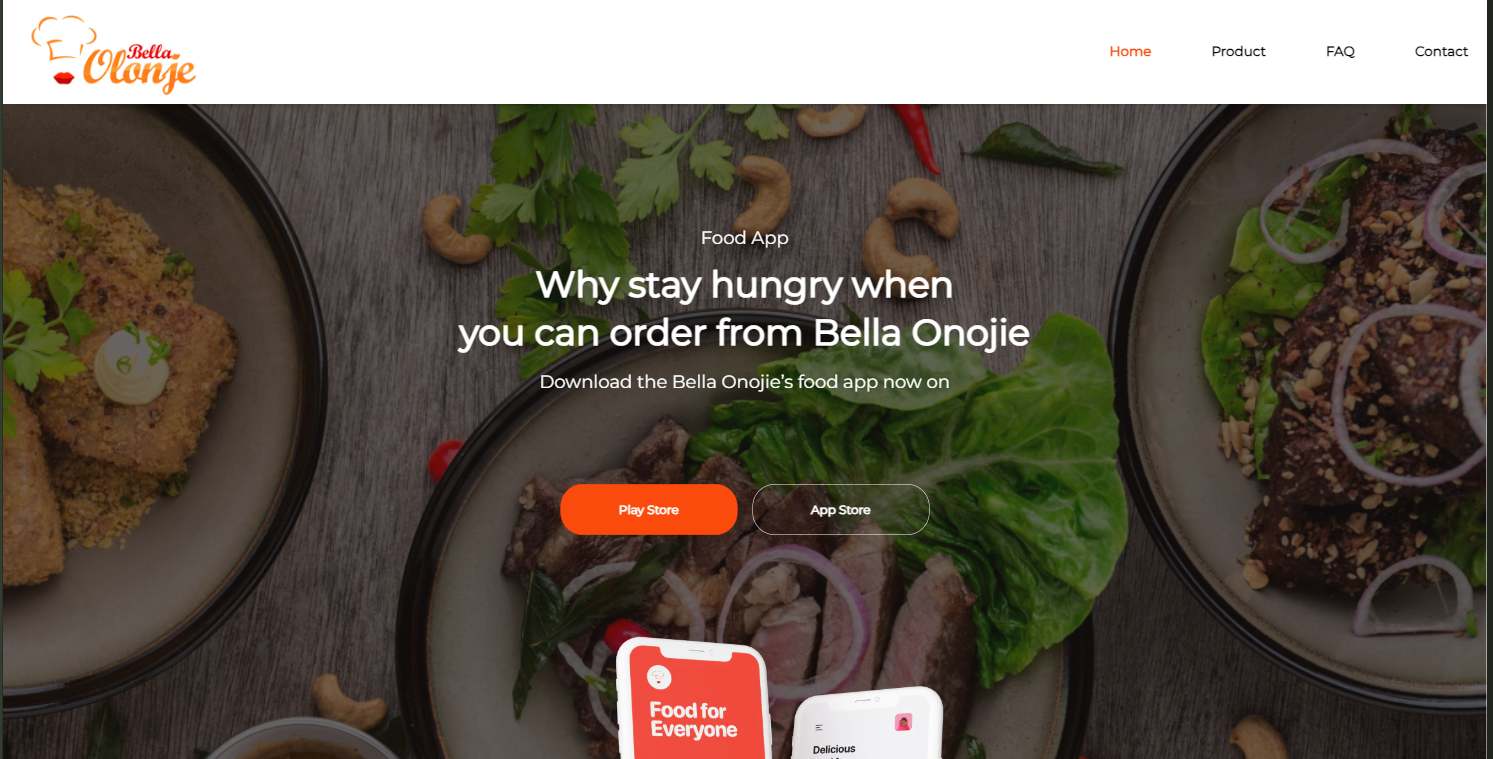 Bella
Olonje
Home Product FAQ Contact
Food App
Why stay hungry when
you can order from Bella Onojie
Download the Bella Onojie’s food app now on
Play Store App Store
Food for
Everyone
Delicious